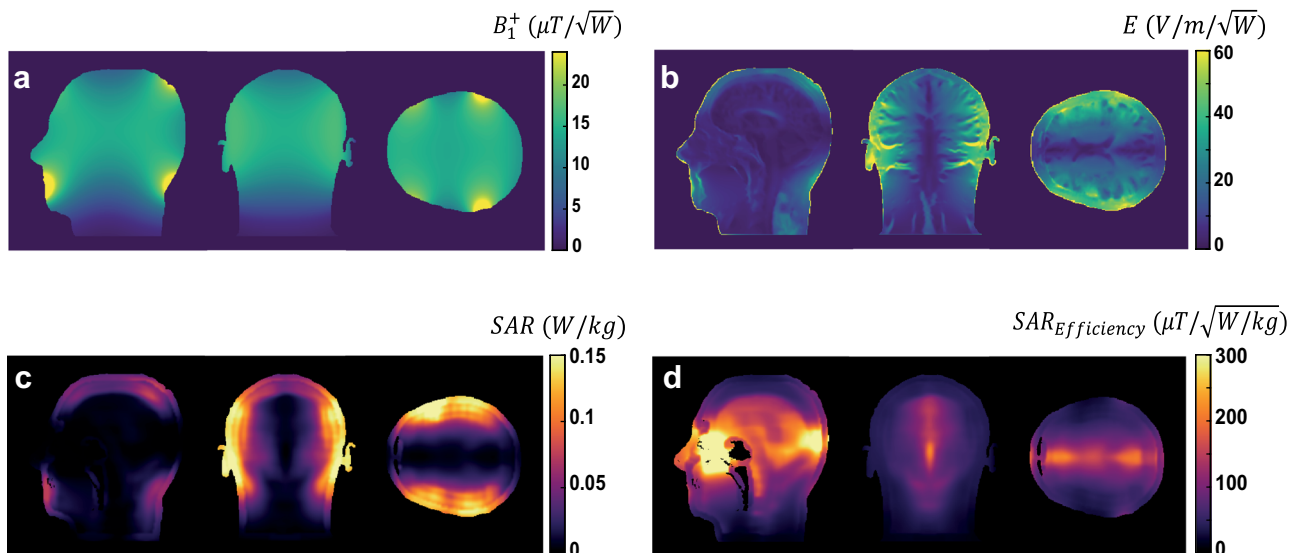 B₁⁺ (μT/√W)
a
20
15
10
5
0
E (V/m/√W)
b
60
40
20
0
SAR (W/kg)
c
0.15
0.1
0.05
0
SAR_Efficiency (μT/√W/kg)
d
300
200
100
0